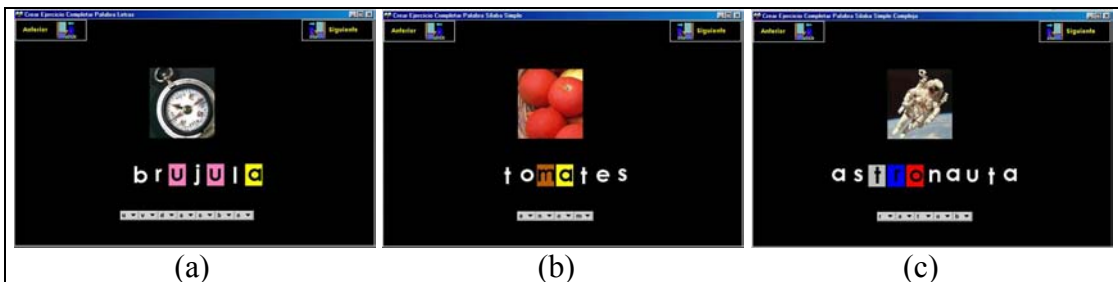 Crear Ejercicio Completar Palabra Letras
Anterior
Siguiente
brujula
(a)
Crear Ejercicio Completar Palabra Silaba Simple
Anterior
Siguiente
tomates
(b)
Crear Ejercicio Completar Palabra Silaba Simple Compleja
Anterior
Siguiente
astronauta
(c)